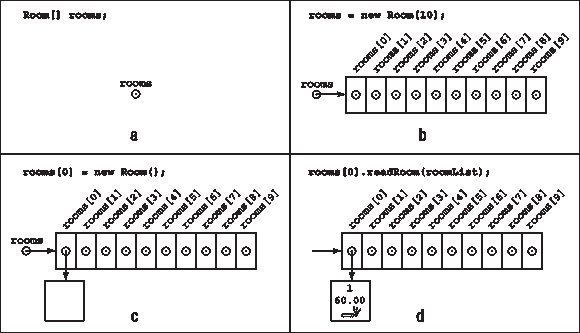 Room[] rooms;
rooms
a
rooms = new Room[10];
rooms[0] rooms[1] rooms[2] rooms[3] rooms[4] rooms[5] rooms[6] rooms[7] rooms[8] rooms[9]
rooms
b
rooms[0] = new Room();
rooms[0] rooms[1] rooms[2] rooms[3] rooms[4] rooms[5] rooms[6] rooms[7] rooms[8] rooms[9]
rooms
c
rooms[0].readRoom(roomList);
rooms[0] rooms[1] rooms[2] rooms[3] rooms[4] rooms[5] rooms[6] rooms[7] rooms[8] rooms[9]
1
60.00
d